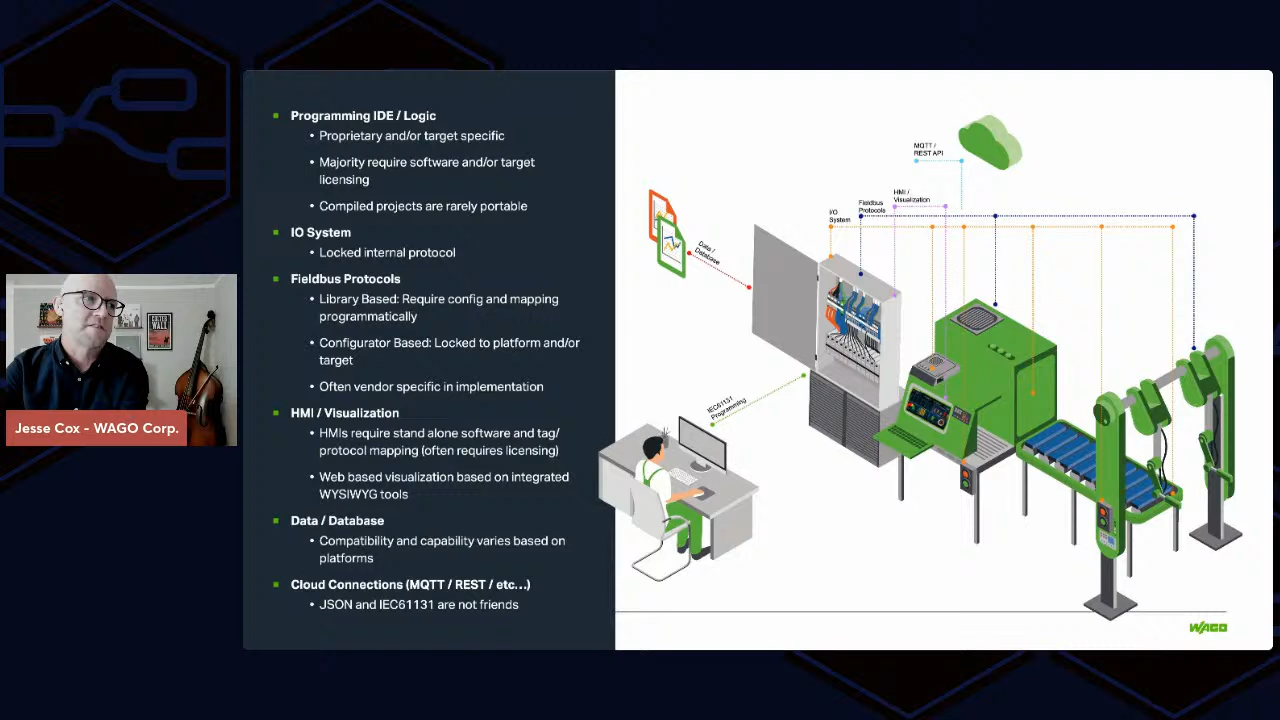 Programming IDE / Logic
Proprietary and/or target specific
Majority require software and/or target
licensing
Compiled projects are rarely portable
IO System
Locked internal protocol
Fieldbus Protocols
Library Based: Require config and mapping
programmatically
Configurator Based: Locked to platform and/or
target
Often vendor specific in implementation
HMI / Visualization
HMIs require stand alone software and tag/
protocol mapping (often requires licensing)
Web based visualization based on integrated
WYSIWYG tools
Data / Database
Compatibility and capability varies based on
platforms
Cloud Connections (MQTT / REST / etc...)
JSON and IEC61131 are not friends
MQTT /
REST API
HMI /
Visualization
Fieldbus
Protocols
I/O
System
Data /
Database
IEC61131
Programming
WAGO
EXETER
WALL
Jesse Cox - WAGO Corp.